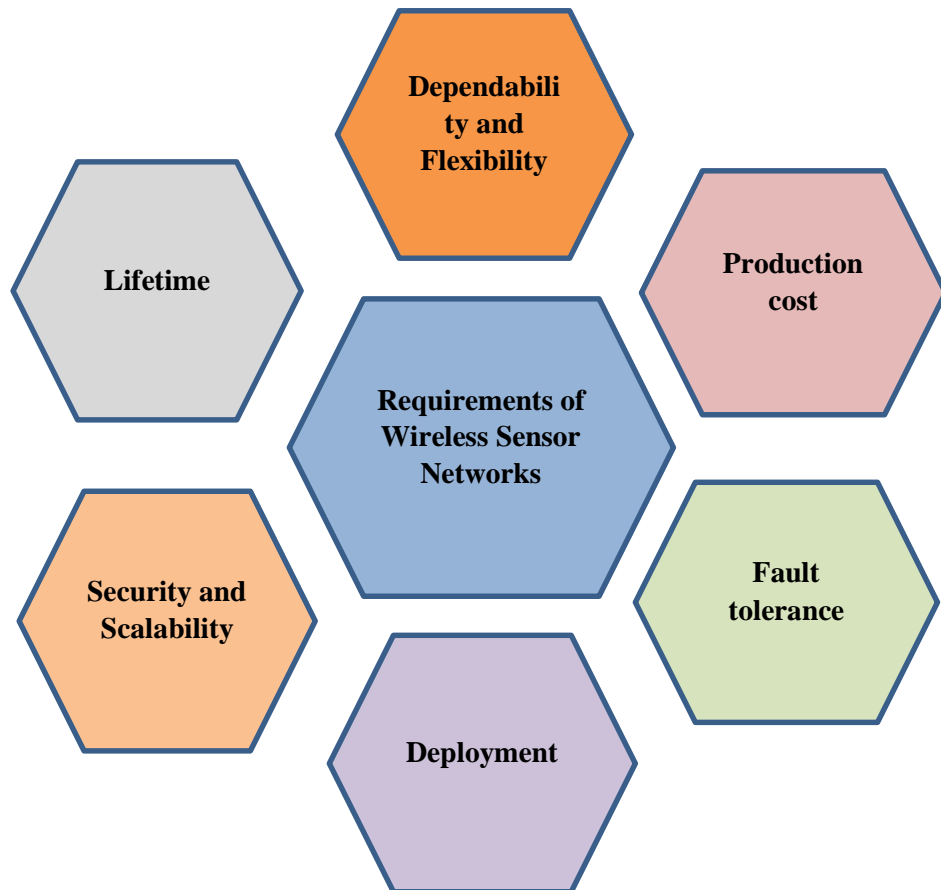 Dependabili
ty and
Flexibility
Lifetime
Production
cost
Requirements of
Wireless Sensor
Networks
Security and
Scalability
Fault
tolerance
Deployment